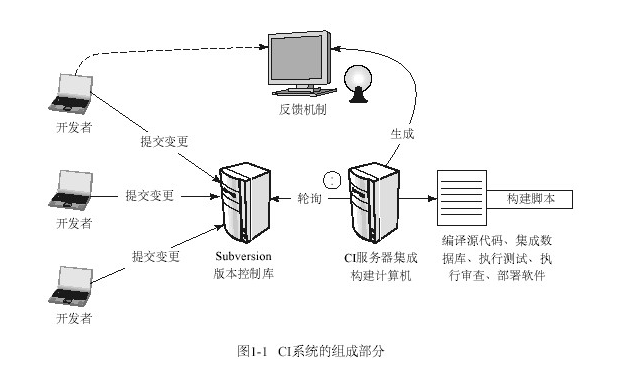 反馈机制
开发者
生成
提交变更
提交变更
轮询
:
构建脚本
开发者
提交变更
Subversion
版本控制库
CI服务器集成
构建计算机
编译源代码、集成数
据库、执行测试、执
行审查、部署软件
开发者
图1-1 CI系统的组成部分